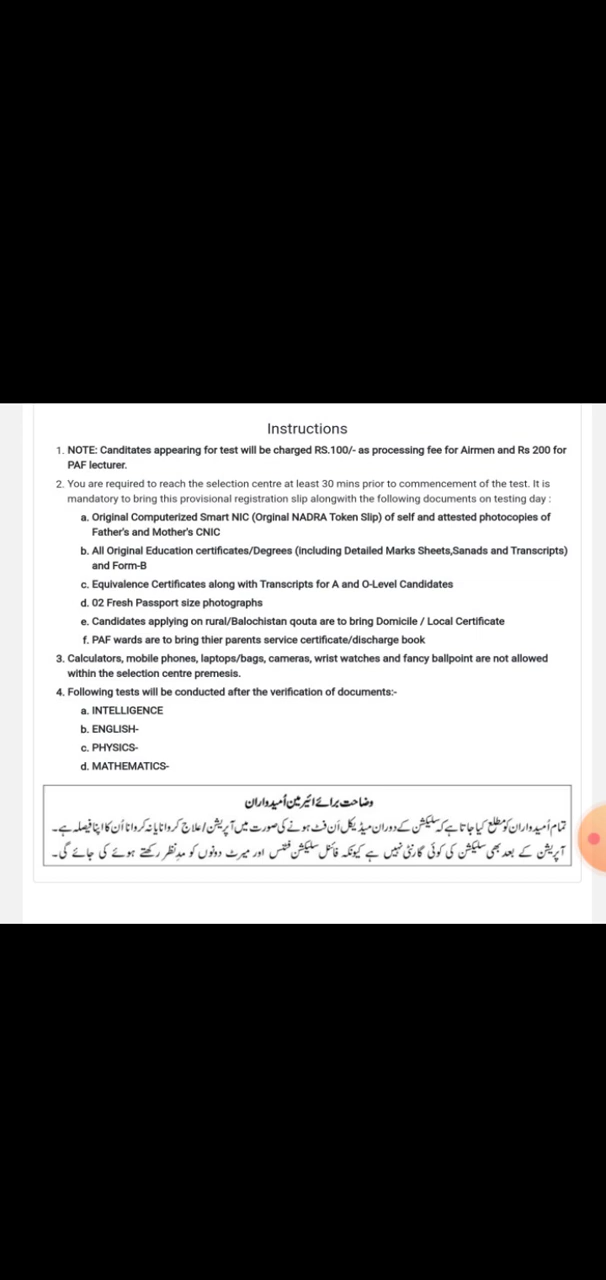 Instructions
1. NOTE: Canditates appearing for test will be charged RS.100/- as processing fee for Airmen and Rs 200 for
PAF lecturer.
2. You are required to reach the selection centre at least 30 mins prior to commencement of the test. It is
mandatory to bring this provisional registration slip alongwith the following documents on testing day :
a. Original Computerized Smart NIC (Orginal NADRA Token Slip) of self and attested photocopies of
Father's and Mother's CNIC
b. All Original Education certificates/Degrees (including Detailed Marks Sheets,Sanads and Transcripts)
and Form-B
c. Equivalence Certificates along with Transcripts for A and O-Level Candidates
d. 02 Fresh Passport size photographs
e. Candidates applying on rural/Balochistan qouta are to bring Domicile / Local Certificate
f. PAF wards are to bring thier parents service certificate/discharge book
3. Calculators, mobile phones, laptops/bags, cameras, wrist watches and fancy ballpoint are not allowed
within the selection centre premesis.
4. Following tests will be conducted after the verification of documents:-
a. INTELLIGENCE
b. ENGLISH-
c. PHYSICS-
d. MATHEMATICS-
وضاحت برائے ائیرمین اُمیدواران
تمام اُمیدواران کو مطلع کیا جاتا ہے کہ سلیکشن کے دوران میڈیکل اَن فٹ ہونے کی صورت میں آپریشن/علاج کروانا یا نہ کروانا اُن کا اپنا فیصلہ ہے۔
آپریشن کے بعد بھی سلیکشن کی کوئی گارنٹی نہیں ہے کیونکہ فائنل سلیکشن فٹنس اور میرٹ دونوں کو مدِنظر رکھتے ہوئے کی جائے گی۔